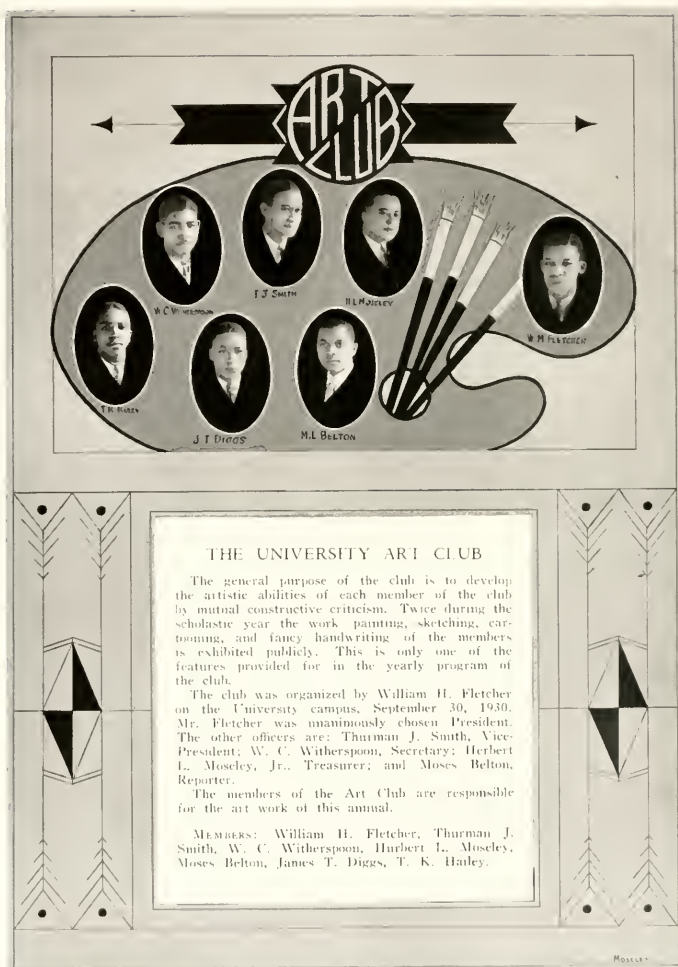 ART
CLUB
W C WITHERSPOON
T J SMITH
H L MOSELEY
W M FLETCHER
T K HAILEY
J T DIGGS
M.L BELTON
THE UNIVERSITY ART CLUB
The general purpose of the club is to develop
the artistic abilities of each member of the club
by mutual constructive criticism. Twice during the
scholastic year the work painting, sketching, car-
tooning, and fancy handwriting of the members
is exhibited publicly. This is only one of the
features provided for in the yearly program of
the club.
The club was organized by William H. Fletcher
on the University campus, September 30, 1930.
Mr. Fletcher was unanimously chosen President.
The other officers are: Thurman J. Smith, Vice-
President; W. C. Witherspoon, Secretary; Herbert
L. Moseley, Jr., Treasurer; and Moses Belton,
Reporter.
The members of the Art Club are responsible
for the art work of this annual.
MEMBERS: William H. Fletcher, Thurman J.
Smith, W. C. Witherspoon, Hurbert L. Moseley,
Moses Belton, James T. Diggs, T. K. Hailey.
MOSELEY